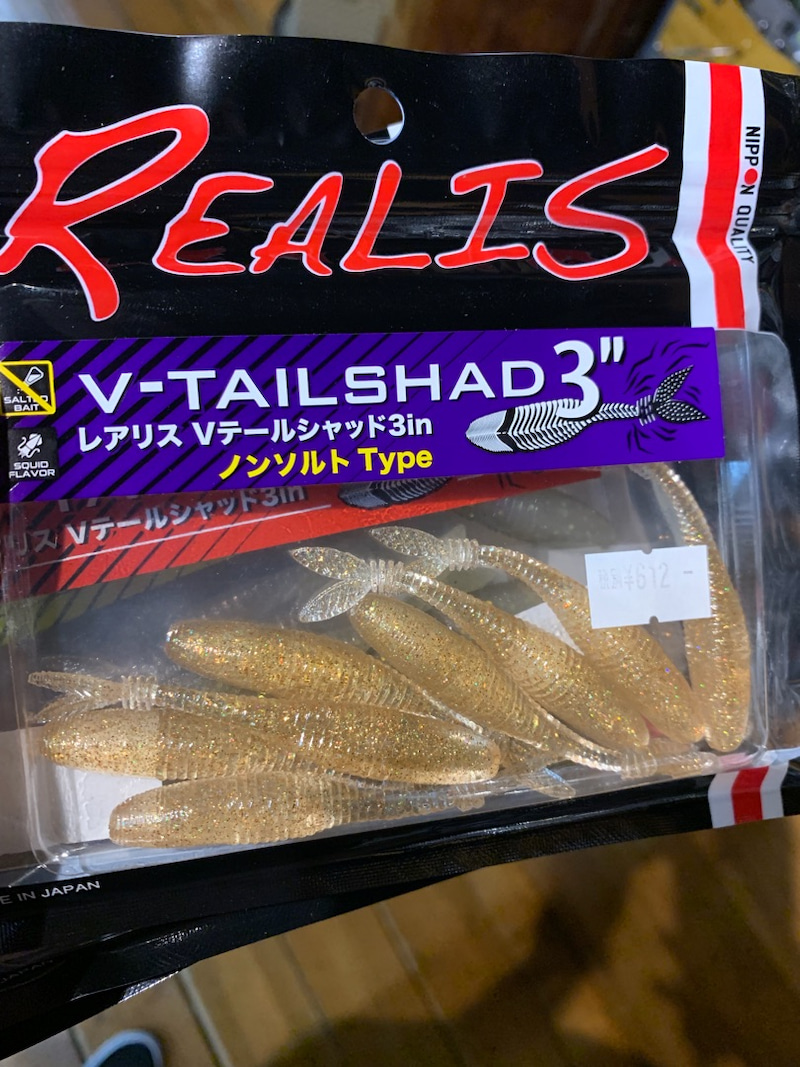 REALIS
NIPPON QUALITY
V-TAILSHAD3"
SALTED
BAIT
レアリス Vテールシャッド3in
SQUID
FLAVOR
ノンソルト Type
リス Vテールシャッド3in
¥612-
E IN JAPAN